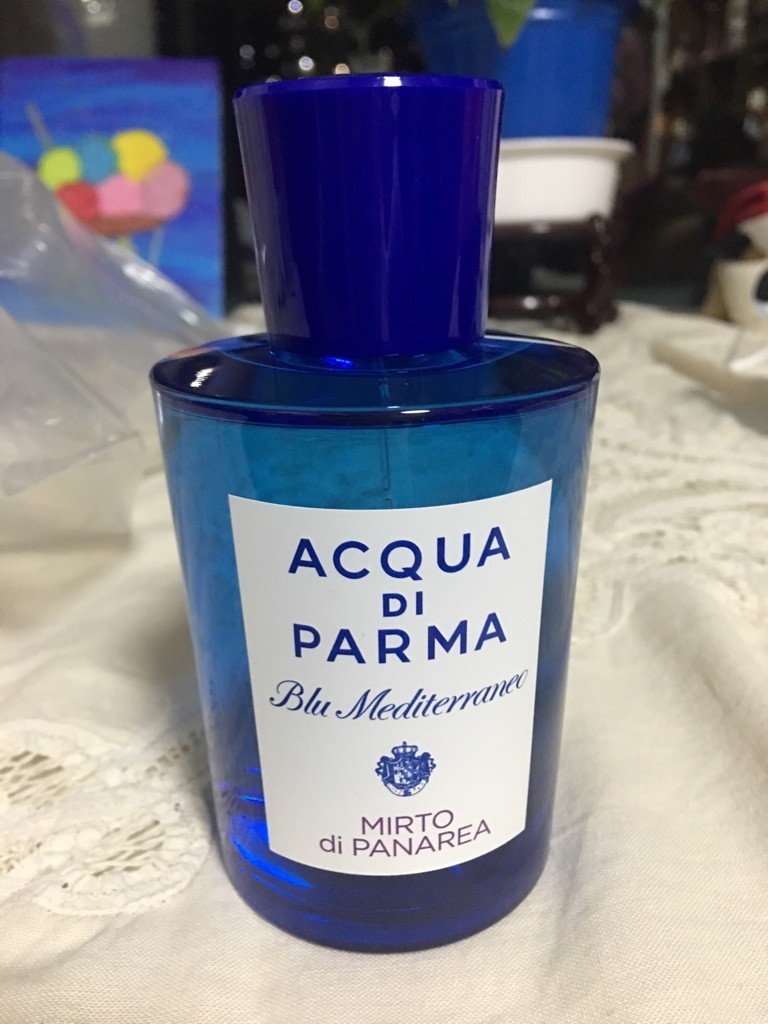 ACQUA
DI
PARMA
Blu Mediterraneo
MIRTO
di PANAREA